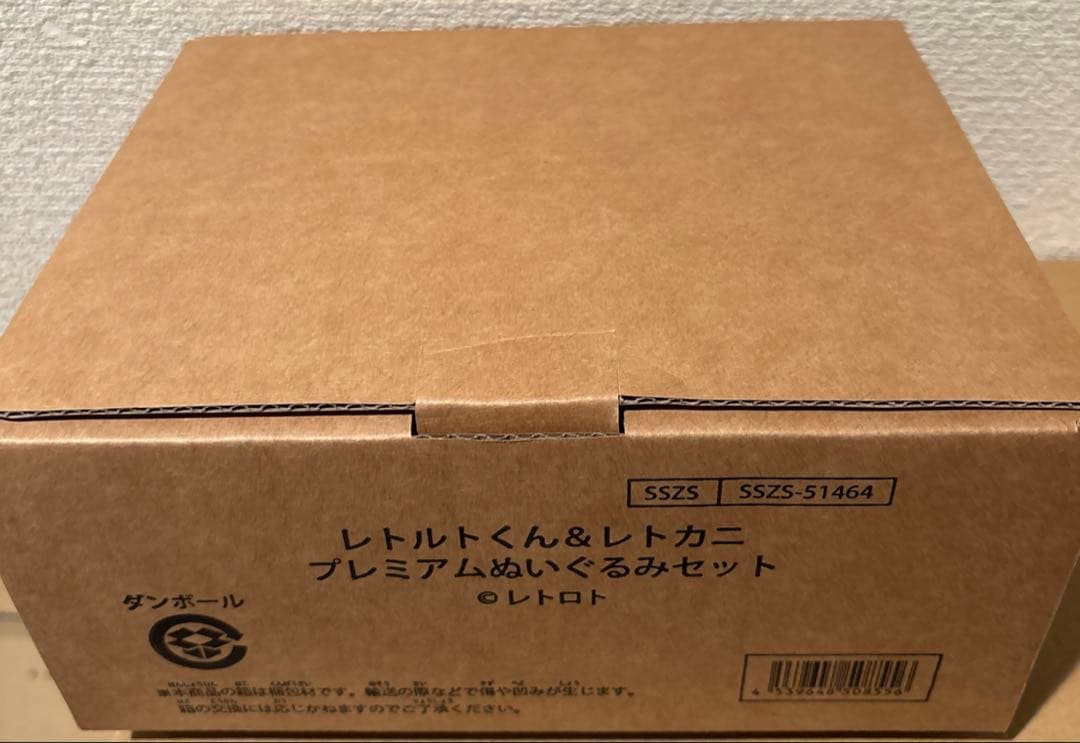 SSZS SSZS-51464
レトルトくん＆レトカニ
プレミアムぬいぐるみセット
©レトロト
ダンボール
※本商品の箱は梱包材です。輸送の際などで傷や凹みが生じます。
箱の交換には応じかねますのでご了承ください。